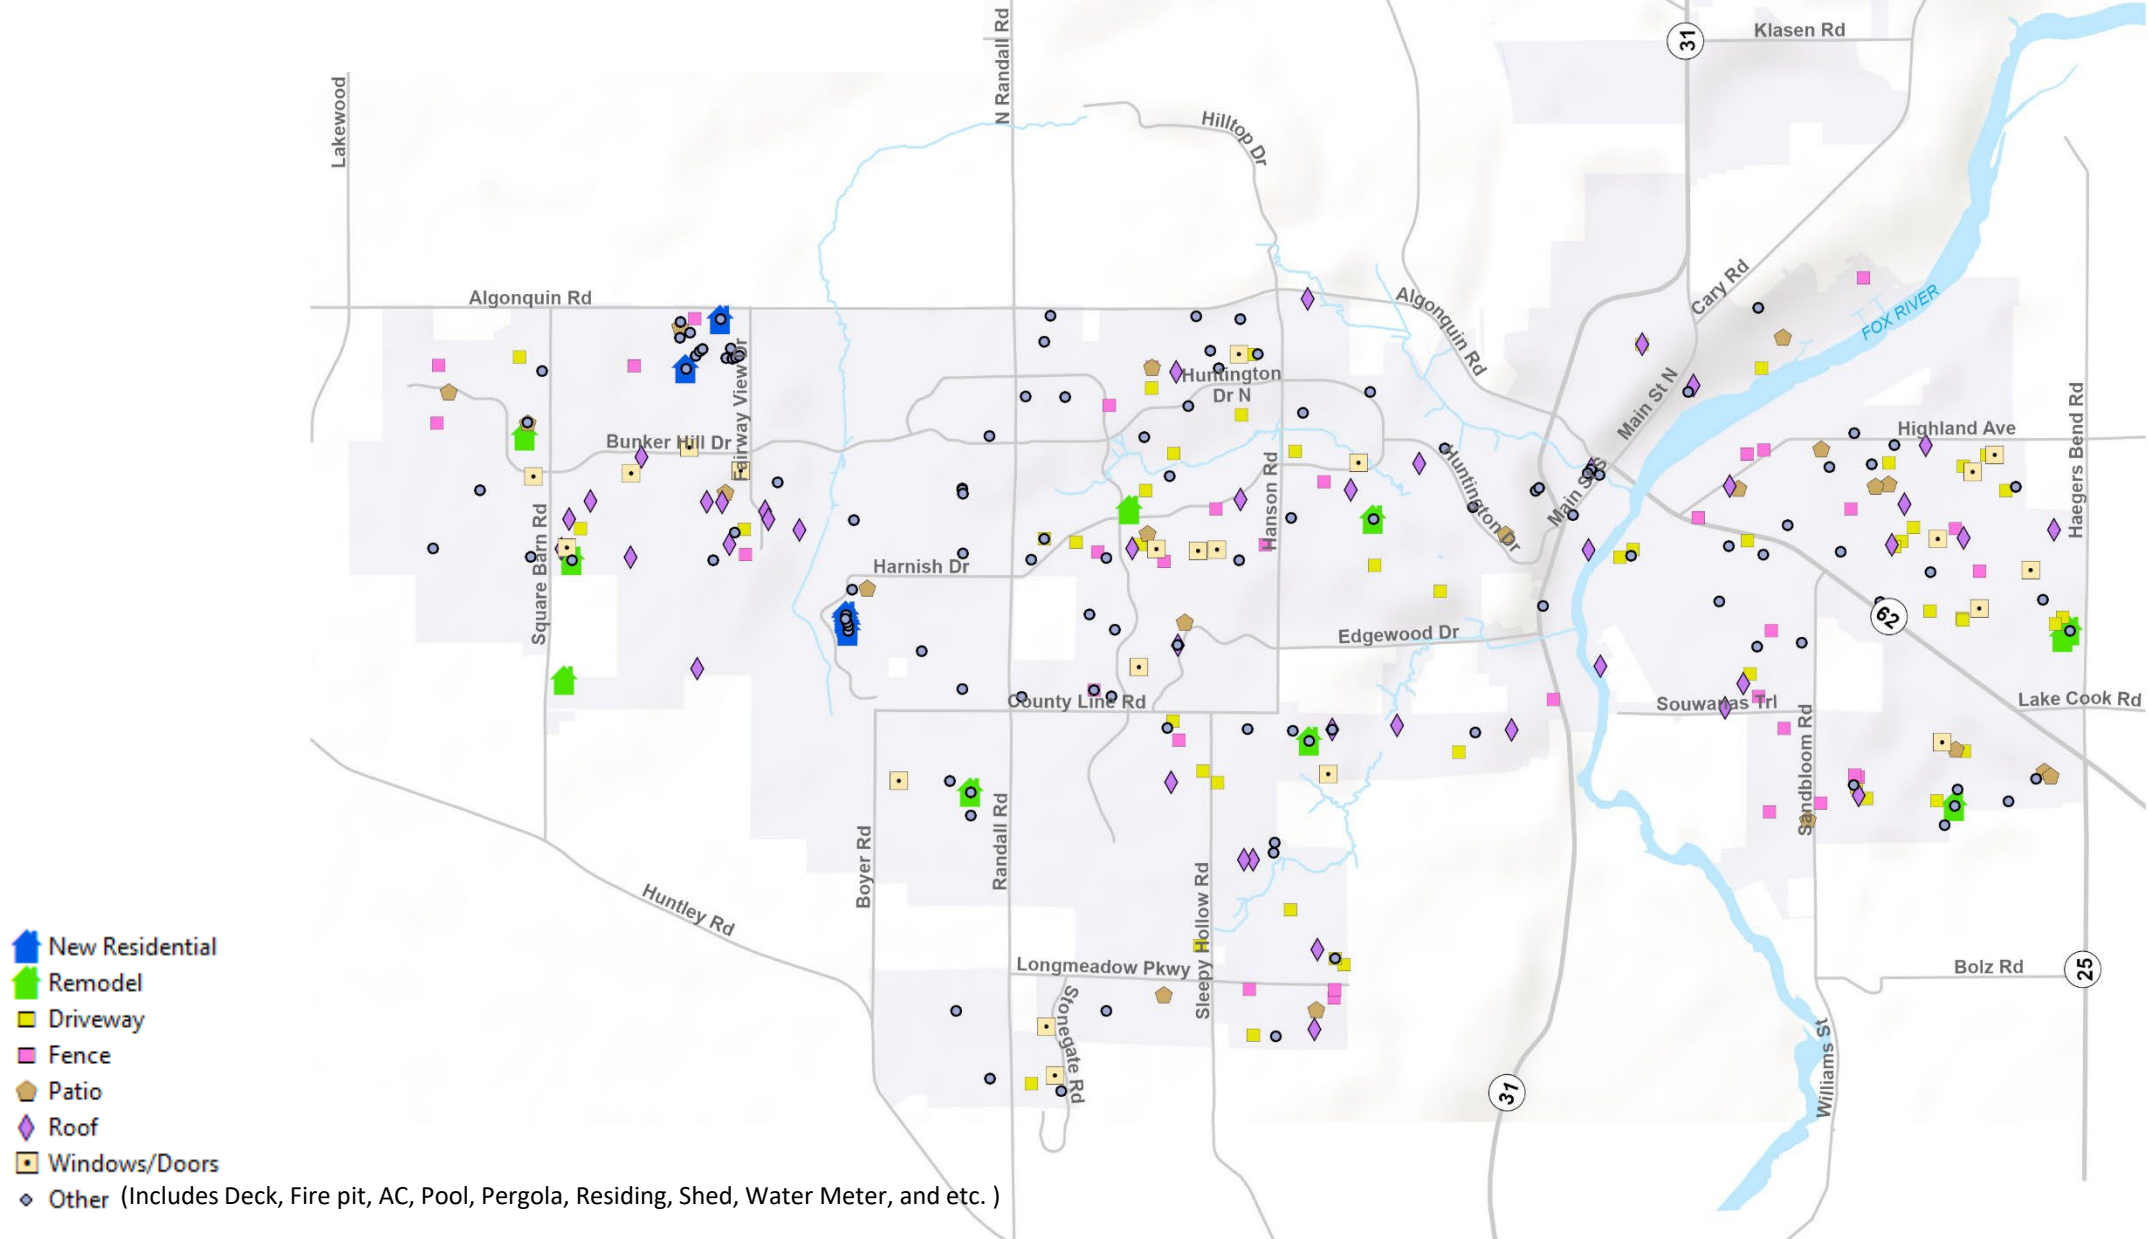 Klasen Rd
31
N Randall Rd
Lakewood
Hilltop Dr
Cary Rd
Algonquin Rd
Algonquin Rd
FOX RIVER
Fairway View Dr
Huntington
Dr N
Main St N
Haegers Bend Rd
Bunker Hill Dr
Highland Ave
Hanson Rd
Huntington Dr
Main St S
Square Barn Rd
Harnish Dr
62
Edgewood Dr
County Line Rd
Souwanas Trl
Lake Cook Rd
Sandbloom Rd
Boyer Rd
Randall Rd
Sleepy Hollow Rd
Huntley Rd
Longmeadow Pkwy
Bolz Rd
25
Stonegate Rd
Williams St
31
New Residential
Remodel
Driveway
Fence
Patio
Roof
Windows/Doors
Other (Includes Deck, Fire pit, AC, Pool, Pergola, Residing, Shed, Water Meter, and etc. )